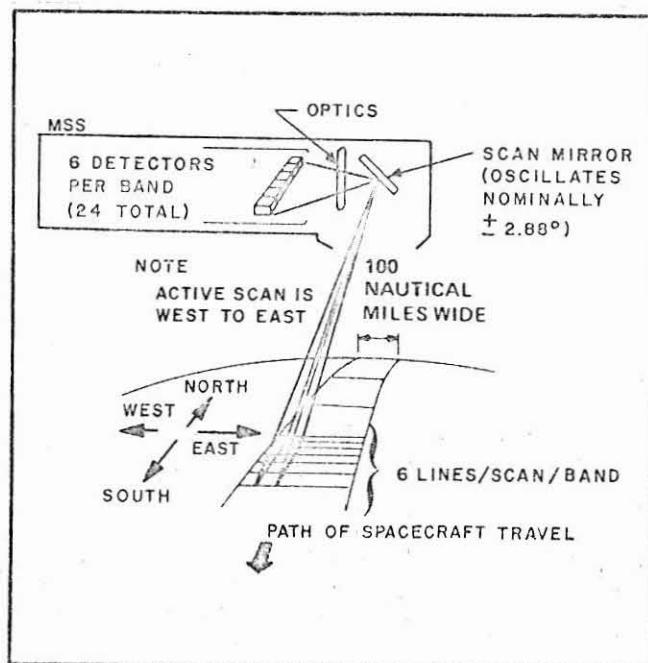 OPTICS
MSS
6 DETECTORS
PER BAND
(24 TOTAL)
SCAN MIRROR
(OSCILLATES
NOMINALLY
± 2.88°)
NOTE
ACTIVE SCAN IS
WEST TO EAST
100
NAUTICAL
MILES WIDE
NORTH
WEST
EAST
SOUTH
6 LINES/SCAN/BAND
PATH OF SPACECRAFT TRAVEL